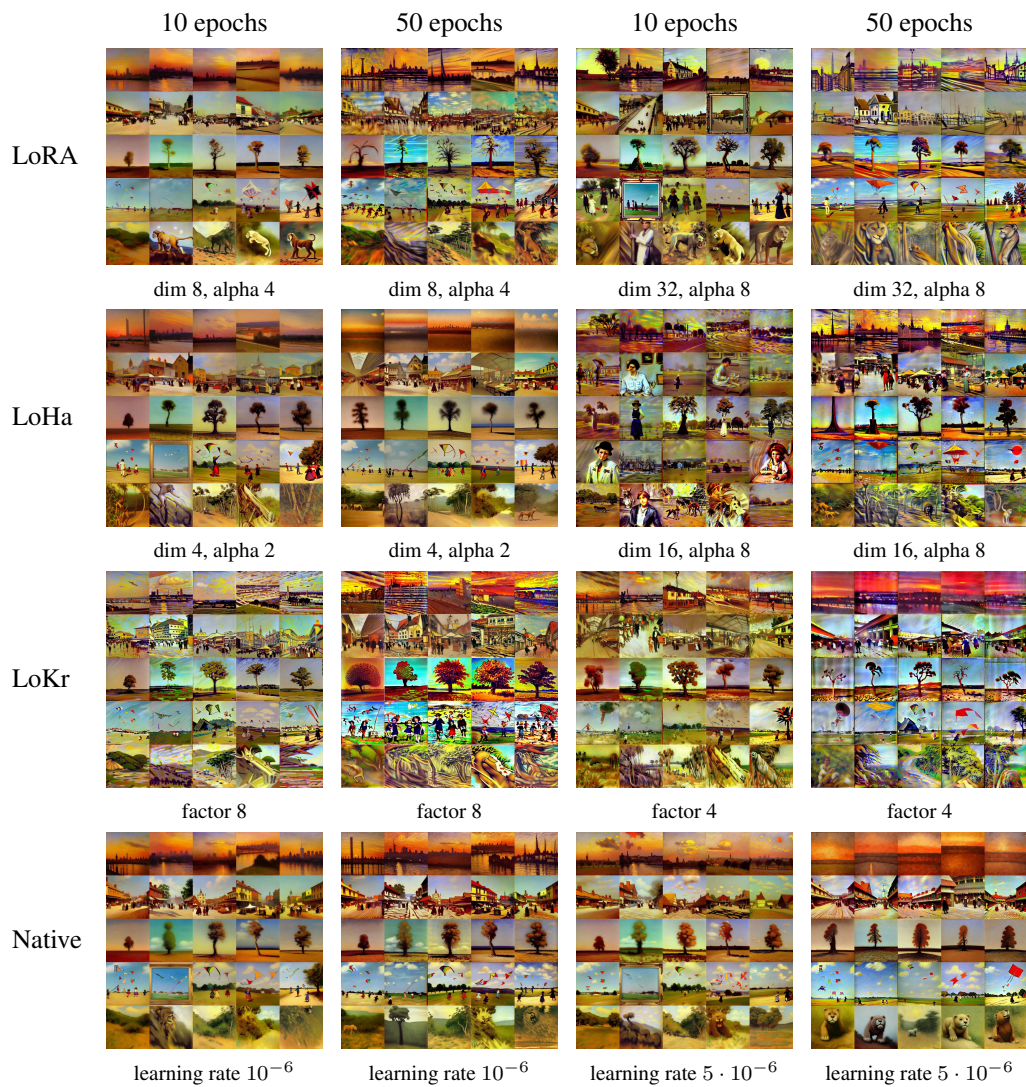 10 epochs 50 epochs 10 epochs 50 epochs
LoRA
dim 8, alpha 4 dim 8, alpha 4 dim 32, alpha 8 dim 32, alpha 8
LoHa
dim 4, alpha 2 dim 4, alpha 2 dim 16, alpha 8 dim 16, alpha 8
LoKr
factor 8 factor 8 factor 4 factor 4
Native
learning rate 10⁻⁶ learning rate 10⁻⁶ learning rate 5 · 10⁻⁶ learning rate 5 · 10⁻⁶